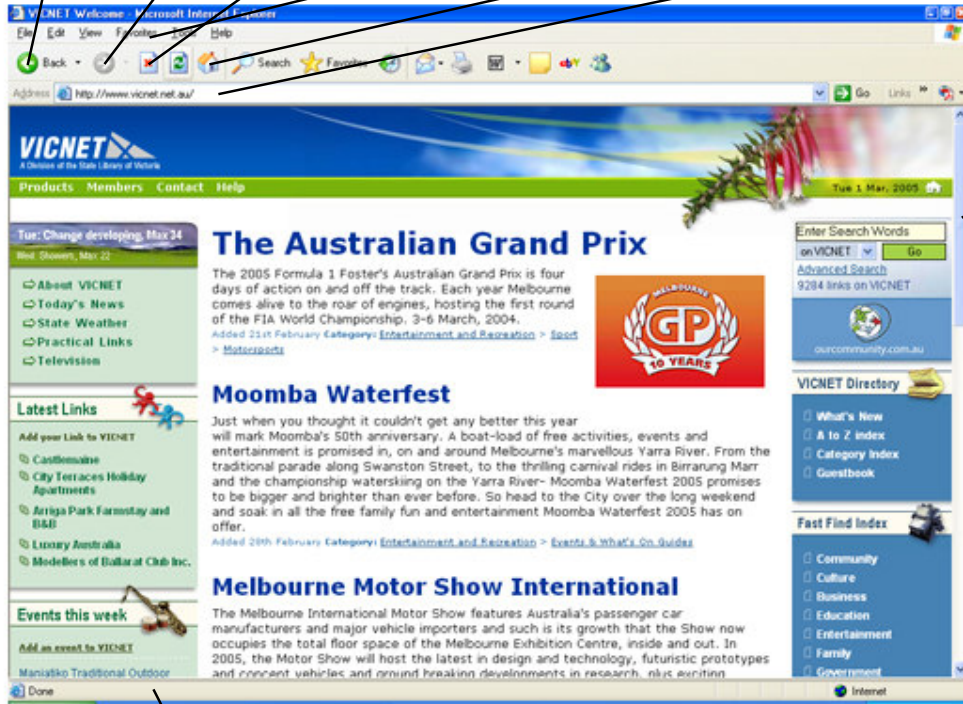 VICNET Welcome - Microsoft Internet Explorer
File Edit View Favorites Tools Help
Back Search Favorites
Address http://www.vicnet.net.au/ Go Links
VICNET
A Division of the State Library of Victoria
Products Members Contact Help
Tue 1 Mar, 2005
Tue: Change developing, Max 34
Wed: Showers, Max 22
About VICNET
Today's News
State Weather
Practical Links
Television
Latest Links
Add your Link to VICNET
Castlemaine
City Terraces Holiday
Apartments
Arriga Park Farmstay and
B&B
Luxury Australia
Modellers of Ballarat Club Inc.
Events this week
Add an event to VICNET
Maniatiko Traditional Outdoor
The Australian Grand Prix
The 2005 Formula 1 Foster's Australian Grand Prix is four
days of action on and off the track. Each year Melbourne
comes alive to the roar of engines, hosting the first round
of the FIA World Championship. 3-6 March, 2004.
Added 21st February Category: Entertainment and Recreation > Sport
> Motorsports
MELBOURNE
GP
10 YEARS
Moomba Waterfest
Just when you thought it couldn't get any better this year
will mark Moomba's 50th anniversary. A boat-load of free activities, events and
entertainment is promised in, on and around Melbourne's marvellous Yarra River. From the
traditional parade along Swanston Street, to the thrilling carnival rides in Birrarung Marr
and the championship waterskiing on the Yarra River- Moomba Waterfest 2005 promises
to be bigger and brighter than ever before. So head to the City over the long weekend
and soak in all the free family fun and entertainment Moomba Waterfest 2005 has on
offer.
Added 28th February Category: Entertainment and Recreation > Events & What's On Guides
Melbourne Motor Show International
The Melbourne International Motor Show features Australia's passenger car
manufacturers and major vehicle importers and such is its growth that the Show now
occupies the total floor space of the Melbourne Exhibition Centre, inside and out. In
2005, the Motor Show will host the latest in design and technology, futuristic prototypes
and concept vehicles and ground breaking developments in research, plus exciting
Enter Search Words
on VICNET Go
Advanced Search
9284 links on VICNET
ourcommunity.com.au
VICNET Directory
What's New
A to Z index
Category Index
Guestbook
Fast Find Index
Community
Culture
Business
Education
Entertainment
Family
Government
Done
Internet